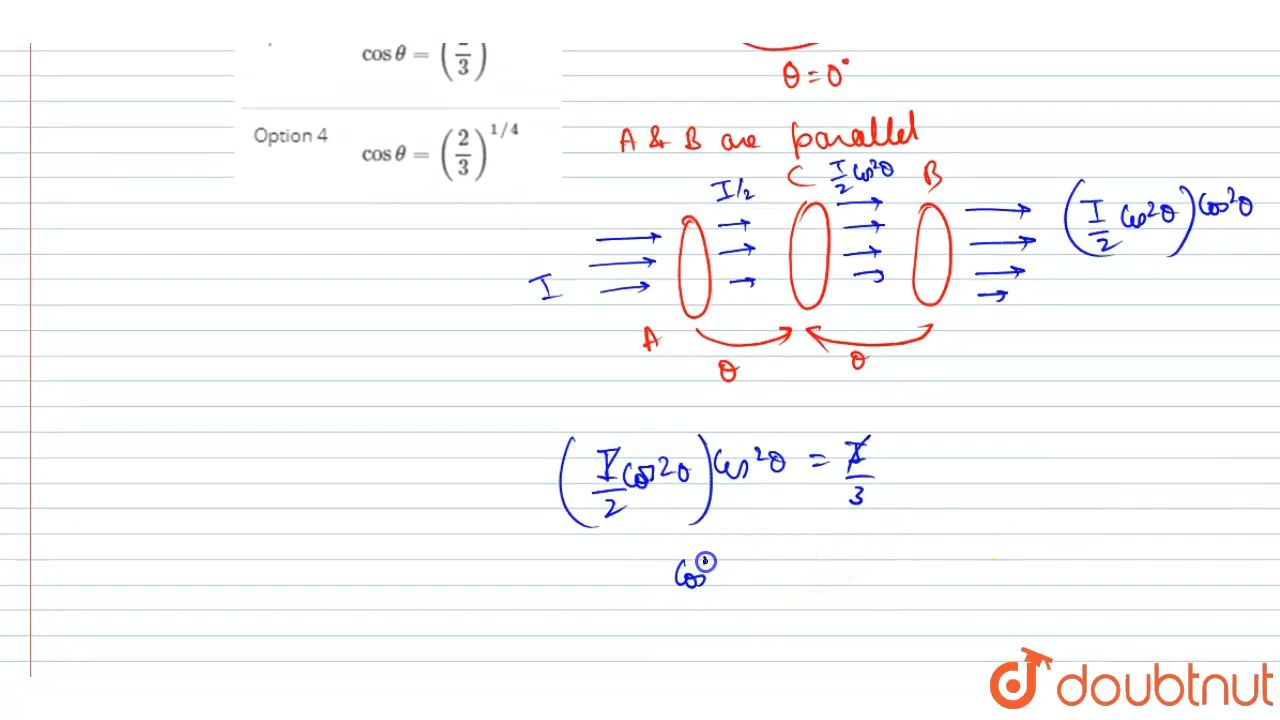 cos θ = ( /3)
θ = 0°
Option 4
cos θ = (2/3)^1/4
A & B are parallel
I/2
C
I/2 cos²θ
B
(I/2 cos²θ) cos²θ
I
A
θ
θ
(I/2 cos²θ) cos²θ = I/3
cos
doubtnut